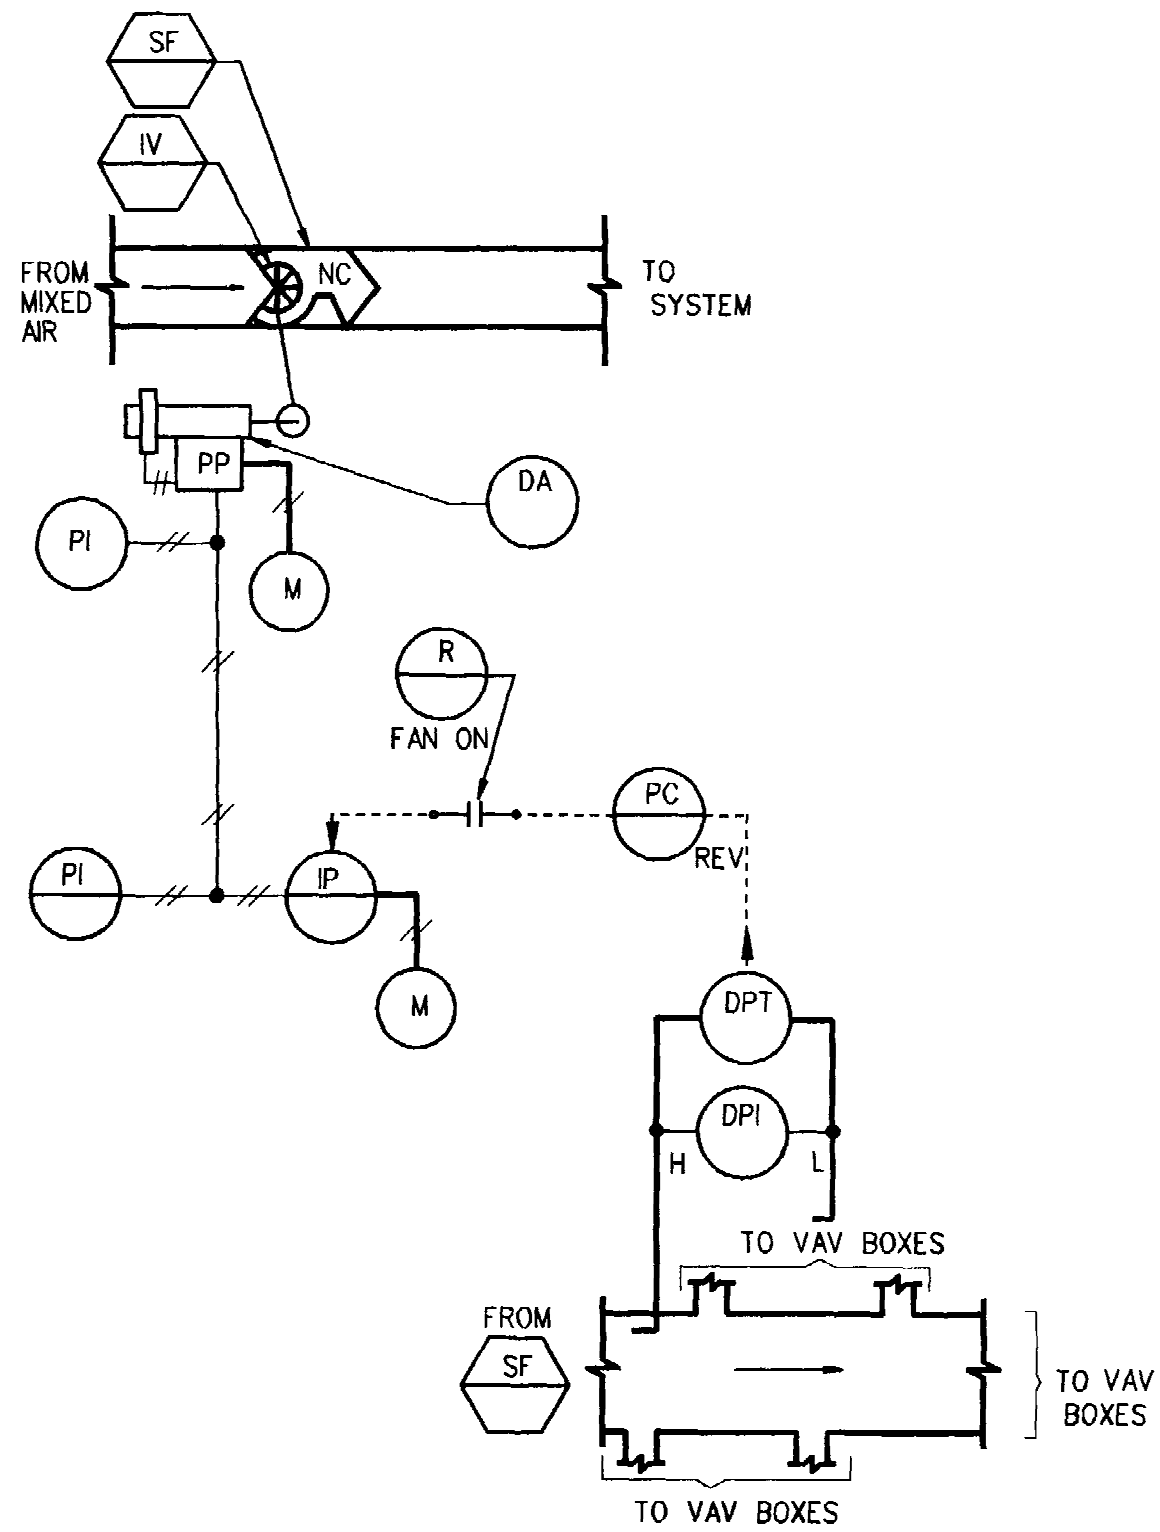 SF
IV
FROM
MIXED
AIR
NC
TO
SYSTEM
PP
DA
PI
M
R
FAN ON
PC
REV
PI
IP
M
DPT
DPI
H
L
TO VAV BOXES
FROM
SF
TO VAV
BOXES
TO VAV BOXES